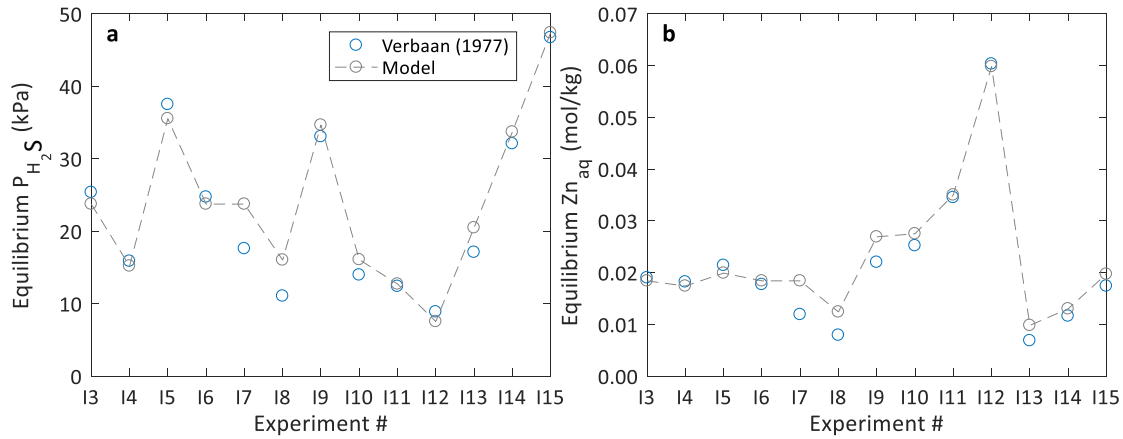 a
Verbaan (1977)
Model
Equilibrium P_H2S (kPa)
50
40
30
20
10
0
I3 I4 I5 I6 I7 I8 I9 I10 I11 I12 I13 I14 I15
Experiment #
b
Equilibrium Zn_aq (mol/kg)
0.07
0.06
0.05
0.04
0.03
0.02
0.01
0.00
I3 I4 I5 I6 I7 I8 I9 I10 I11 I12 I13 I14 I15
Experiment #